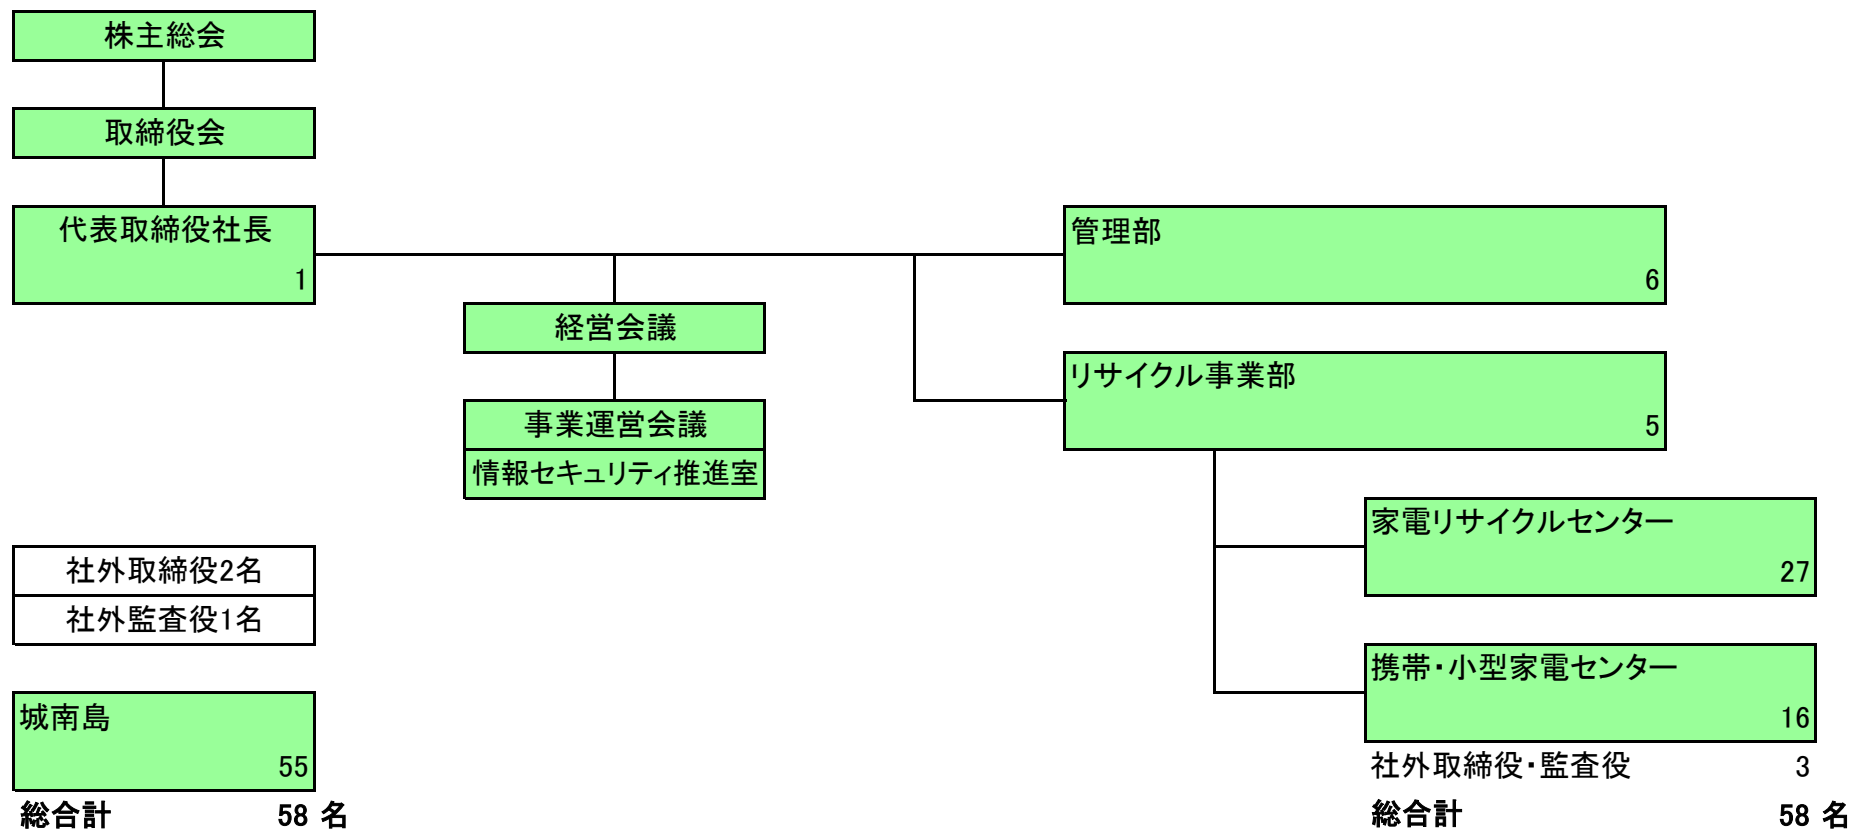 株主総会
取締役会
代表取締役社長
1
管理部
6
経営会議
リサイクル事業部
5
事業運営会議
情報セキュリティ推進室
家電リサイクルセンター
27
社外取締役2名
社外監査役1名
携帯・小型家電センター
16
城南島
55
社外取締役・監査役 3
総合計 58 名
総合計 58 名